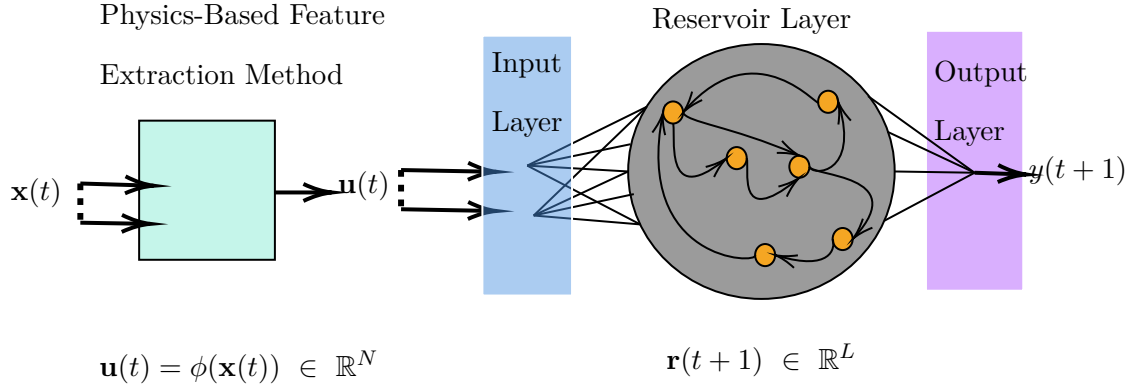 Physics-Based Feature
Extraction Method
Reservoir Layer
Input
Layer
Output
Layer
𝐱(t)
𝐮(t)
y(t+1)
𝐮(t) = ϕ(𝐱(t)) ∈ ℝ^N
𝐫(t+1) ∈ ℝ^L